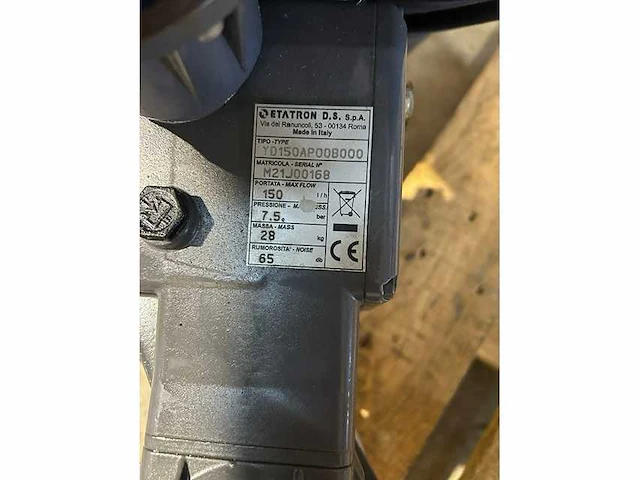 ETATRON D.S. S.p.A.
Via dei Ranuncoli, 53 - 00134 Roma
Made in Italy
TIPO - TYPE
YD150AP00B000
MATRICOLA - SERIAL N°
M21J00168
PORTATA - MAX FLOW
150 l/h
PRESSIONE -
7.5 bar
MASSA - MASS
28 kg
RUMOROSITA' - NOISE
65 db
CE